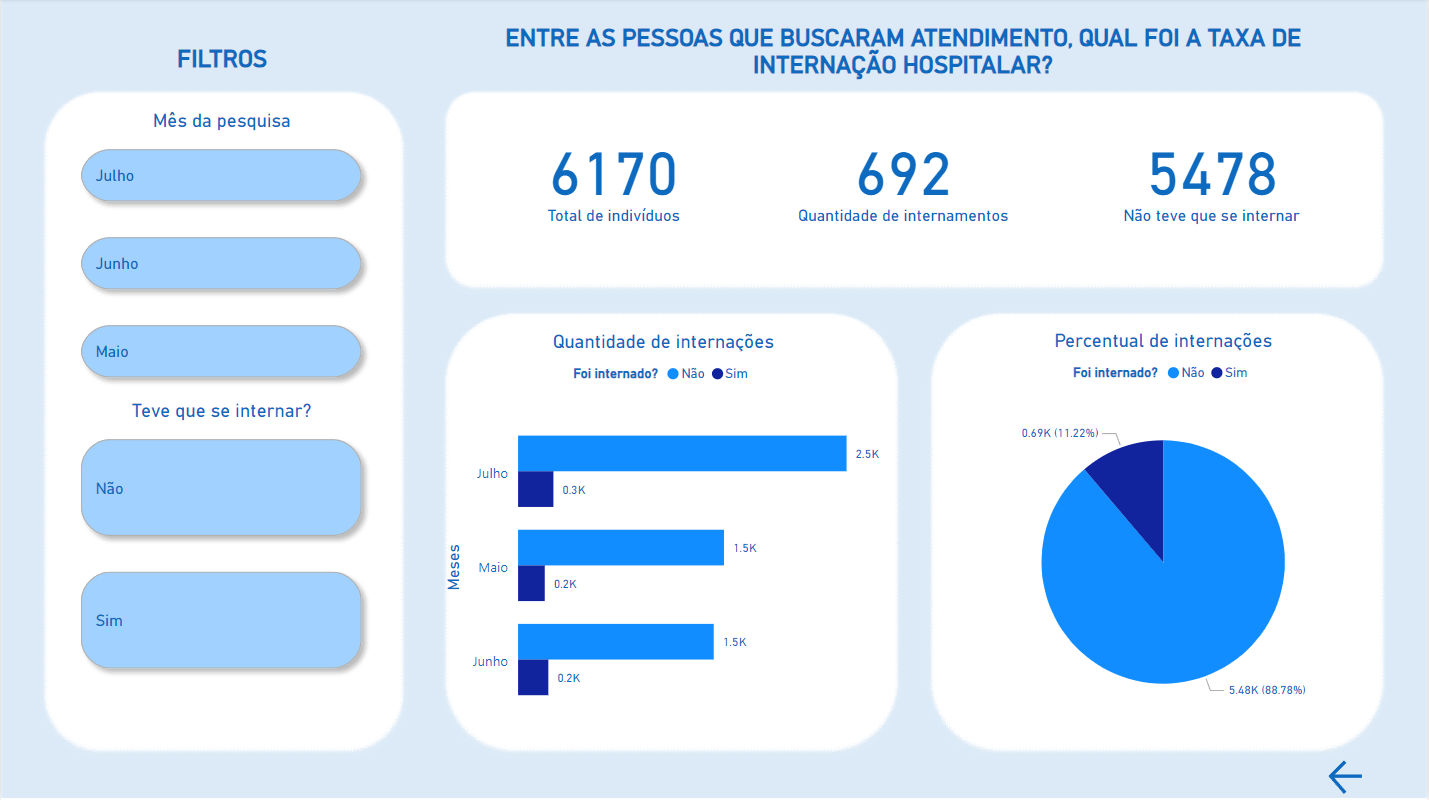 FILTROS
Mês da pesquisa
Julho
Junho
Maio
Teve que se internar?
Não
Sim
ENTRE AS PESSOAS QUE BUSCARAM ATENDIMENTO, QUAL FOI A TAXA DE
INTERNAÇÃO HOSPITALAR?
6170
Total de indivíduos
692
Quantidade de internamentos
5478
Não teve que se internar
Quantidade de internações
Foi internado? Não Sim
Meses
Julho
2.5K
0.3K
Maio
1.5K
0.2K
Junho
1.5K
0.2K
Percentual de internações
Foi internado? Não Sim
0.69K (11.22%)
5.48K (88.78%)